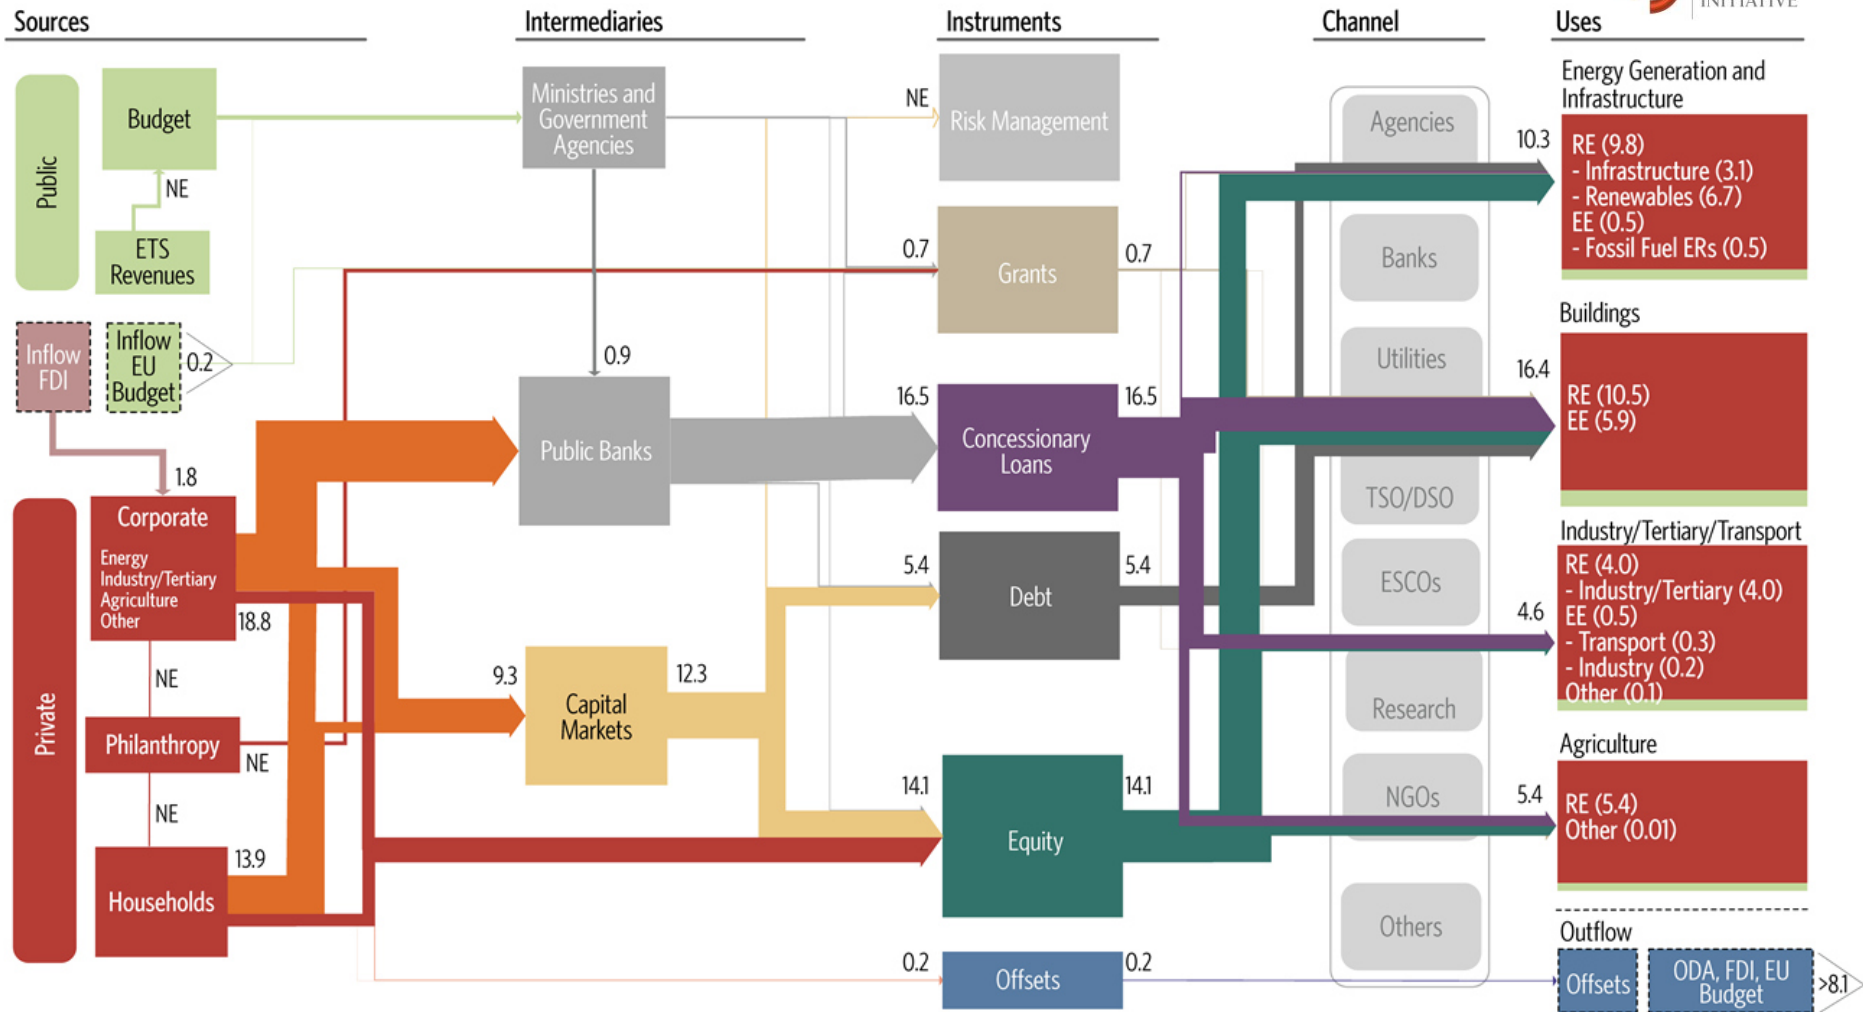 Sources
Intermediaries
Instruments
Channel
Uses
INITIATIVE
Public
Budget
NE
ETS
Revenues
Inflow
FDI
Inflow
EU
Budget
0.2
1.8
Private
Corporate
Energy
Industry/Tertiary
Agriculture
Other
18.8
NE
Philanthropy
NE
NE
13.9
Households
Ministries and
Government
Agencies
0.9
Public Banks
9.3
Capital
Markets
12.3
NE
Risk Management
0.7
Grants
0.7
16.5
Concessionary
Loans
16.5
5.4
Debt
5.4
14.1
Equity
14.1
0.2
Offsets
0.2
Agencies
Banks
Utilities
TSO/DSO
ESCOs
Research
NGOs
Others
Energy Generation and
Infrastructure
10.3
RE (9.8)
- Infrastructure (3.1)
- Renewables (6.7)
EE (0.5)
- Fossil Fuel ERs (0.5)
Buildings
16.4
RE (10.5)
EE (5.9)
Industry/Tertiary/Transport
4.6
RE (4.0)
- Industry/Tertiary (4.0)
EE (0.5)
- Transport (0.3)
- Industry (0.2)
Other (0.1)
Agriculture
5.4
RE (5.4)
Other (0.01)
Outflow
Offsets
ODA, FDI, EU
Budget
>8.1